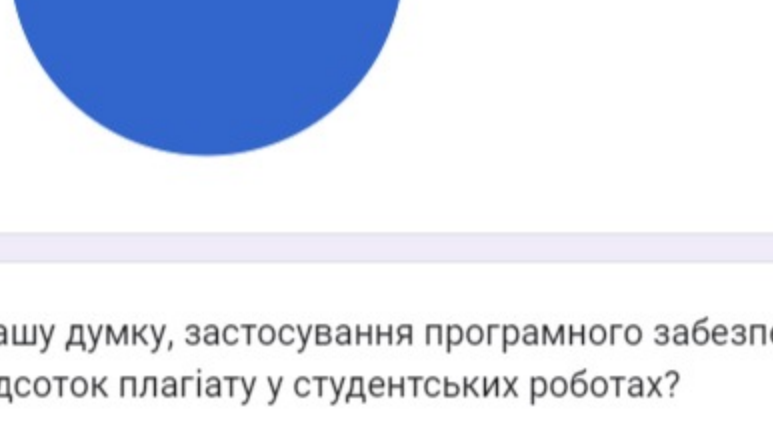 ашу думку, застосування програмного забезпе
дсоток плагіату у студентських роботах?